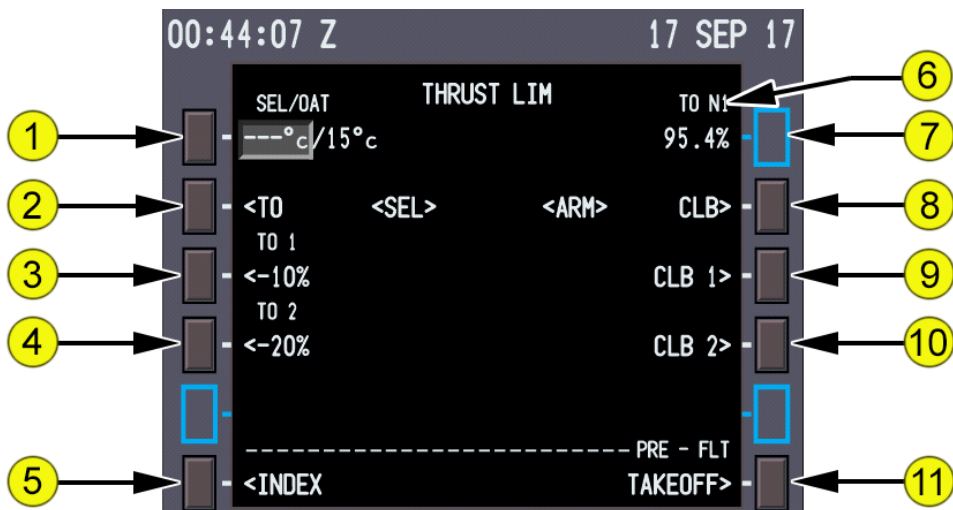 00:44:07 Z 17 SEP 17
THRUST LIM
SEL/OAT TO N1
6
1 ---°c/15°c 95.4% 7
2 <TO <SEL> <ARM> CLB> 8
TO 1
3 <-10% CLB 1> 9
TO 2
4 <-20% CLB 2> 10
------------------------------ PRE - FLT
5 <INDEX TAKEOFF> 11